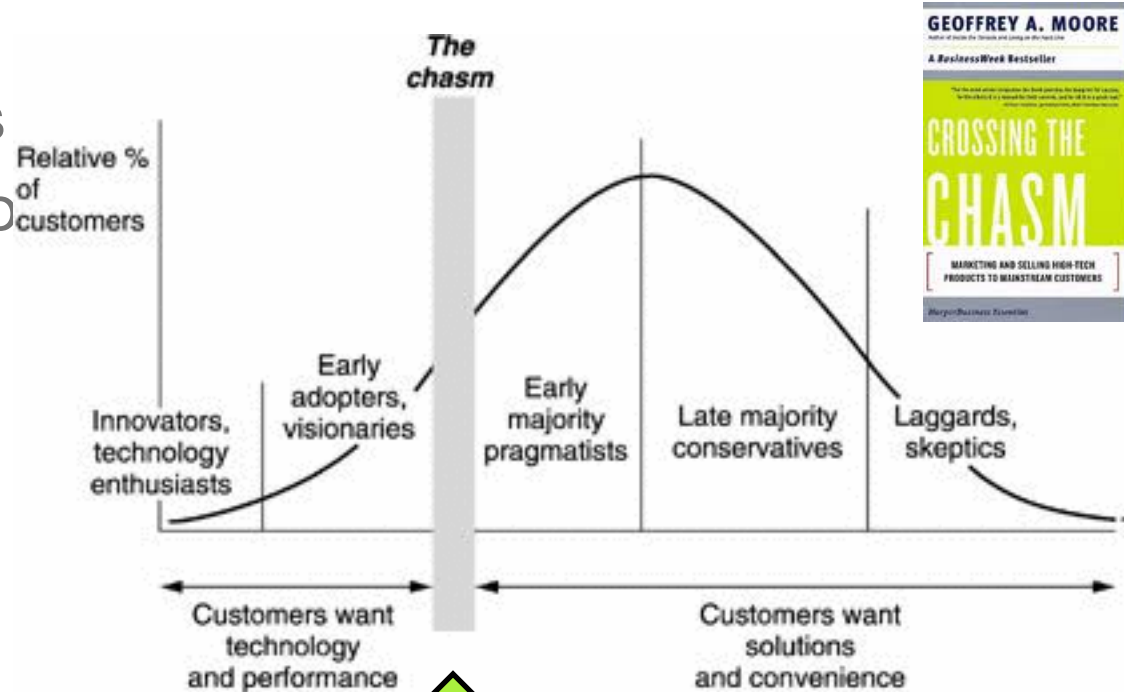 The
chasm
GEOFFREY A. MOORE
A BusinessWeek Bestseller
CROSSING THE
CHASM
MARKETING AND SELLING HIGH-TECH
PRODUCTS TO MAINSTREAM CUSTOMERS
HarperBusiness Essentials
s
Relative %
of
customers
Innovators,
technology
enthusiasts
Early
adopters,
visionaries
Early
majority
pragmatists
Late majority
conservatives
Laggards,
skeptics
Customers want
technology
and performance
Customers want
solutions
and convenience